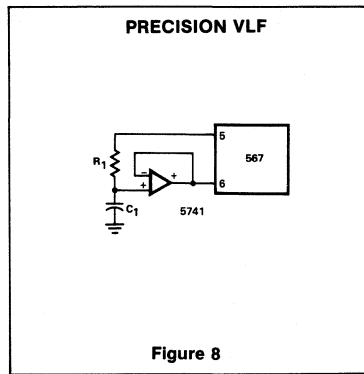 PRECISION VLF
5
567
R1
−
+
+
6
C1
5741
Figure 8